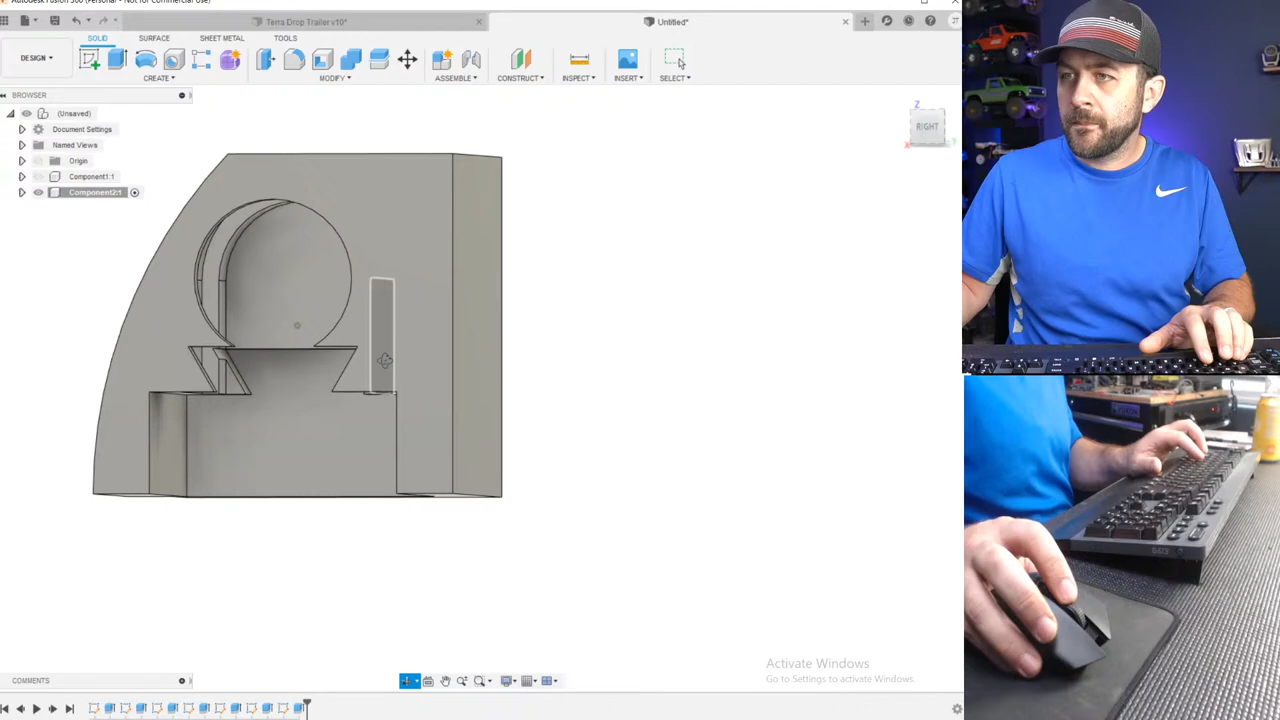 Autodesk Fusion 360 (Personal - Not for Commercial Use)
Terra Drop Trailer v10*
Untitled*
JT
DESIGN
SOLID
SURFACE
SHEET METAL
TOOLS
CREATE
MODIFY
ASSEMBLE
CONSTRUCT
INSPECT
INSERT
SELECT
BROWSER
(Unsaved)
Document Settings
Named Views
Origin
Component1:1
Component2:1
Z
RIGHT
X
Y
Activate Windows
Go to Settings to activate Windows.
COMMENTS